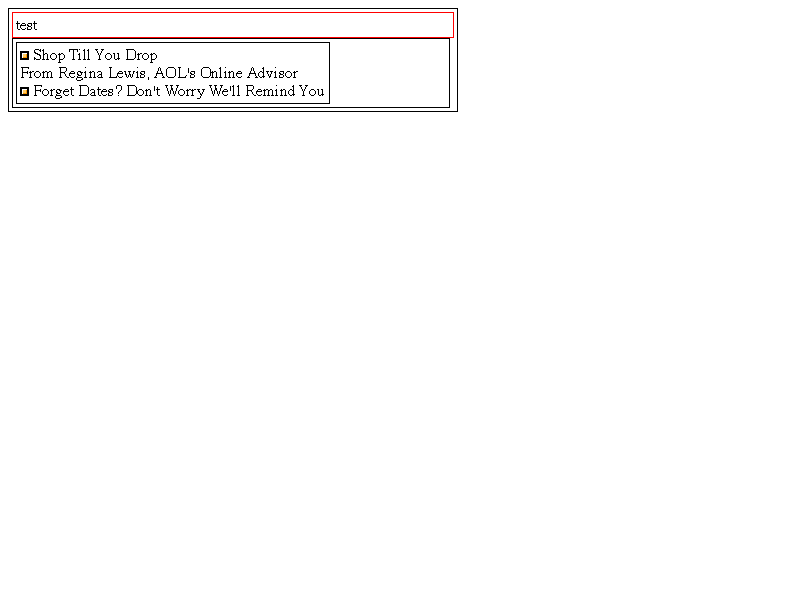 test
Shop Till You Drop
From Regina Lewis, AOL's Online Advisor
Forget Dates? Don't Worry We'll Remind You